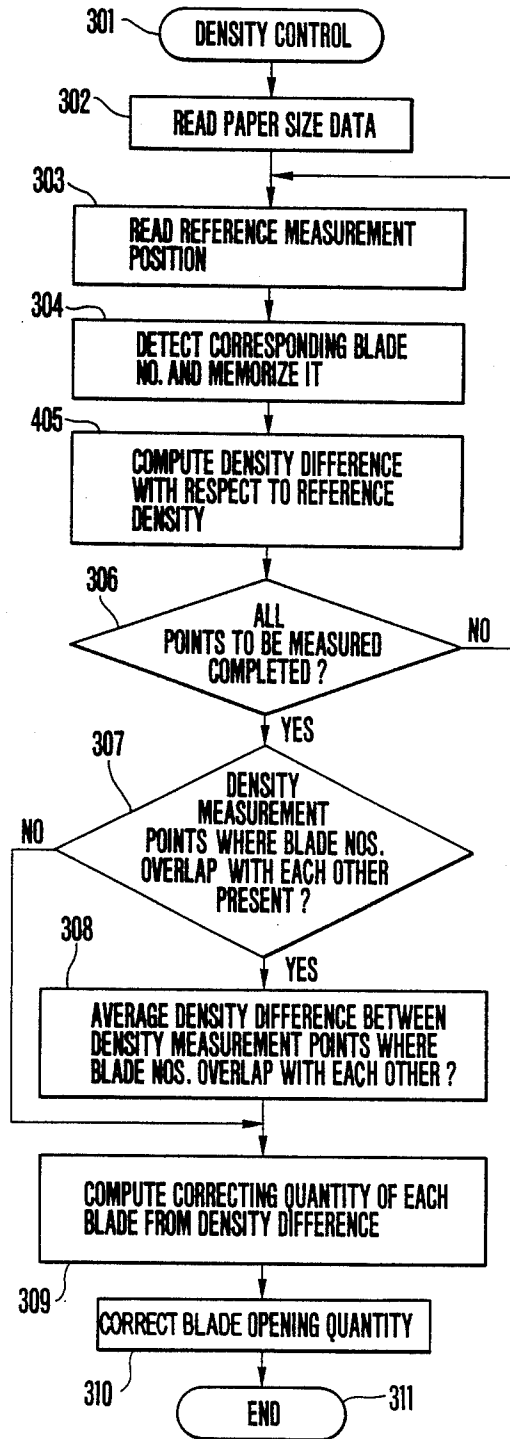 301
DENSITY CONTROL
302
READ PAPER SIZE DATA
303
READ REFERENCE MEASUREMENT
POSITION
304
DETECT CORRESPONDING BLADE
NO. AND MEMORIZE IT
405
COMPUTE DENSITY DIFFERENCE
WITH RESPECT TO REFERENCE
DENSITY
306
ALL
POINTS TO BE MEASURED
COMPLETED ?
NO
YES
307
DENSITY
MEASUREMENT
POINTS WHERE BLADE NOS.
OVERLAP WITH EACH OTHER
PRESENT ?
NO
YES
308
AVERAGE DENSITY DIFFERENCE BETWEEN
DENSITY MEASUREMENT POINTS WHERE
BLADE NOS. OVERLAP WITH EACH OTHER ?
COMPUTE CORRECTING QUANTITY OF EACH
BLADE FROM DENSITY DIFFERENCE
309
CORRECT BLADE OPENING QUANTITY
310
END
311